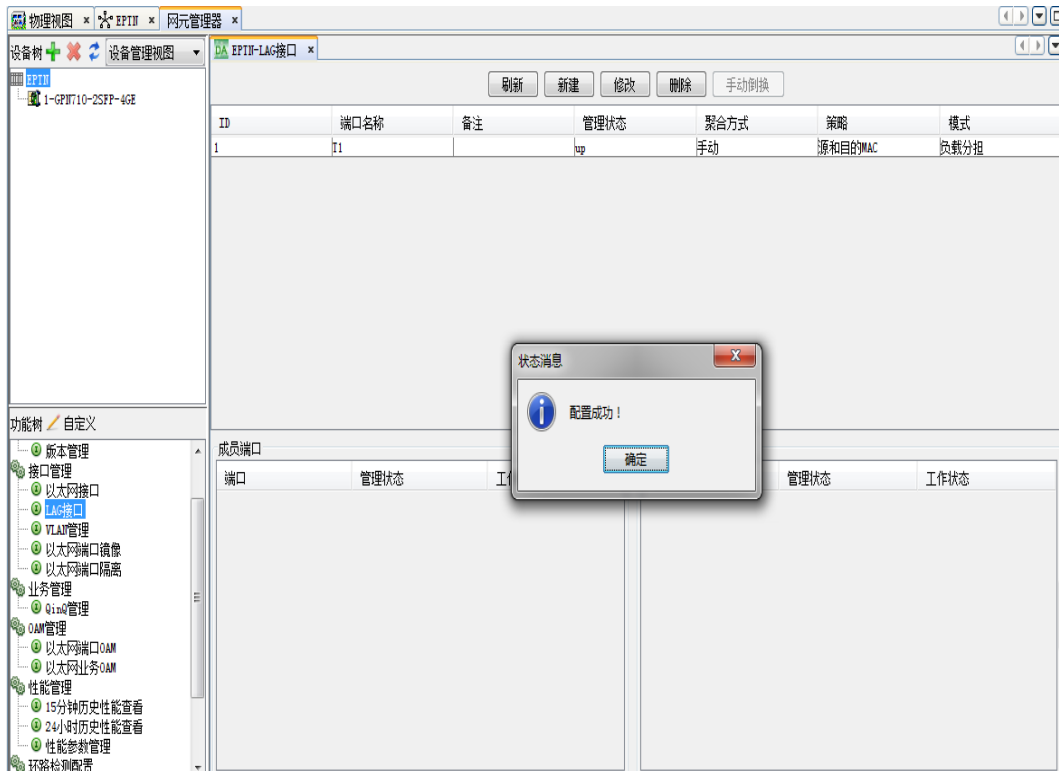 物理视图 × EPTN × 网元管理器 ×
设备树 设备管理视图
EPTN
1-GPN710-2SFP-4GE
DA EPTN-LAG接口 ×
刷新 新建 修改 删除 手动倒换
ID 端口名称 备注 管理状态 聚合方式 策略 模式
1 T1 up 手动 源和目的MAC 负载分担
状态消息
配置成功！
确定
成员端口
端口 管理状态 管理状态 工作状态
功能树 自定义
版本管理
接口管理
以太网接口
LAG接口
VLAN管理
以太网端口镜像
以太网端口隔离
业务管理
QinQ管理
OAM管理
以太网端口OAM
以太网业务OAM
性能管理
15分钟历史性能查看
24小时历史性能查看
性能参数管理
环路检测配置